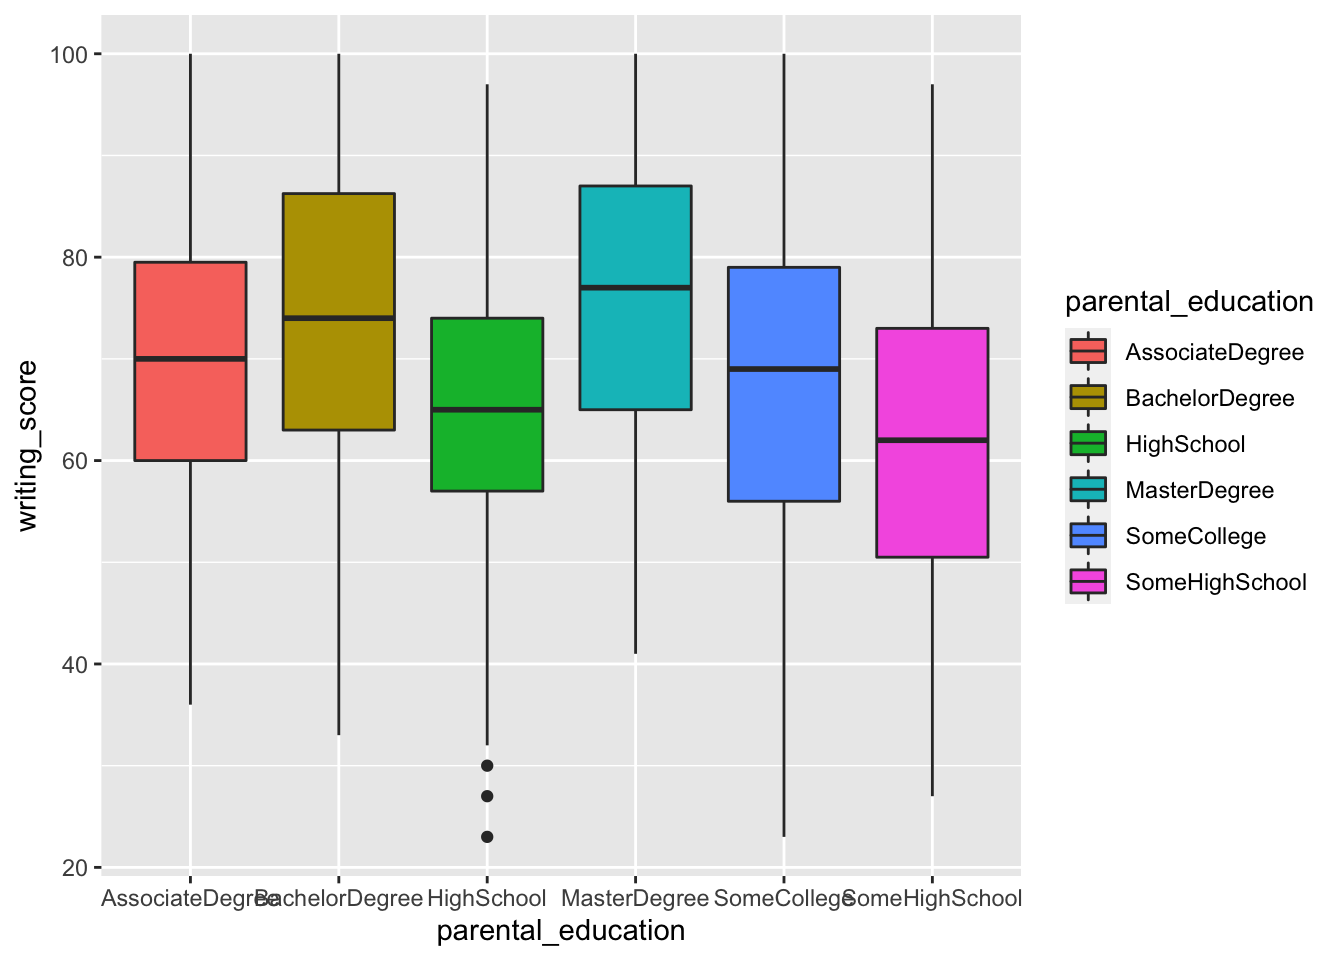 100
80
60
40
20
writing_score
AssociateDegree
BachelorDegree
HighSchool
MasterDegree
SomeCollege
SomeHighSchool
parental_education
parental_education
AssociateDegree
BachelorDegree
HighSchool
MasterDegree
SomeCollege
SomeHighSchool